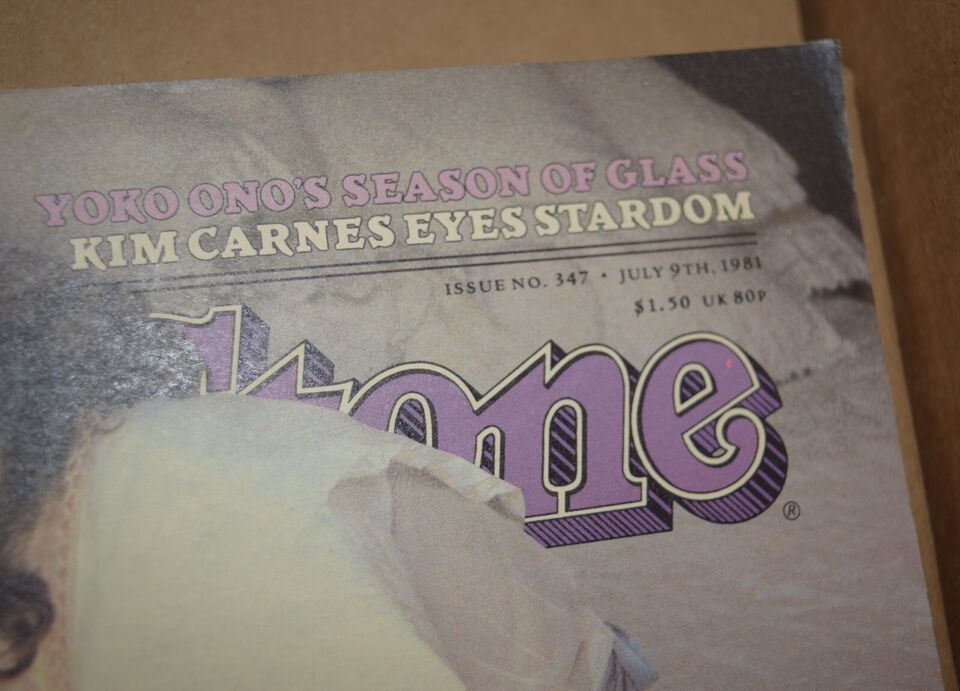 YOKO ONO'S SEASON OF GLASS
KIM CARNES EYES STARDOM
ISSUE NO. 347 • JULY 9TH, 1981
$1.50 UK 80P
Stone®